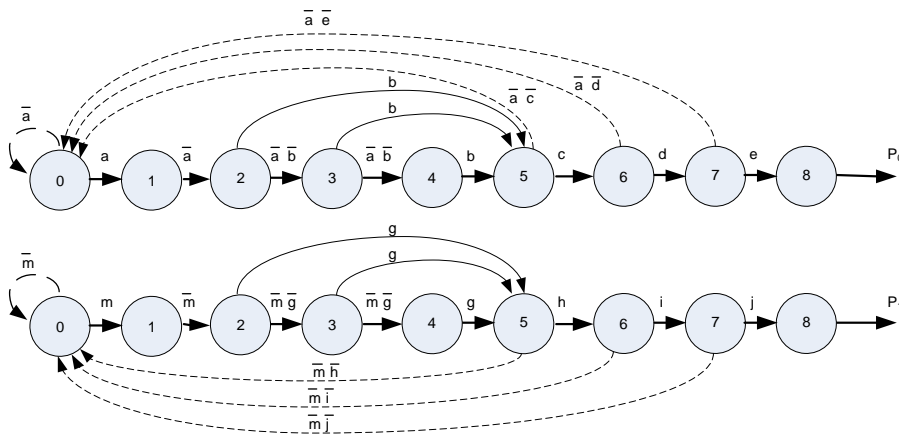 a̅ e̅
b
a̅ d̅
a̅ c̅
b
a̅
a
a̅
a̅ b̅
a̅ b̅
b
c
d
e
0
1
2
3
4
5
6
7
8
g
g
m̅
m
m̅
m̅ g̅
m̅ g̅
g
h
i
j
0
1
2
3
4
5
6
7
8
m̅ h̅
m̅ i̅
m̅ j̅